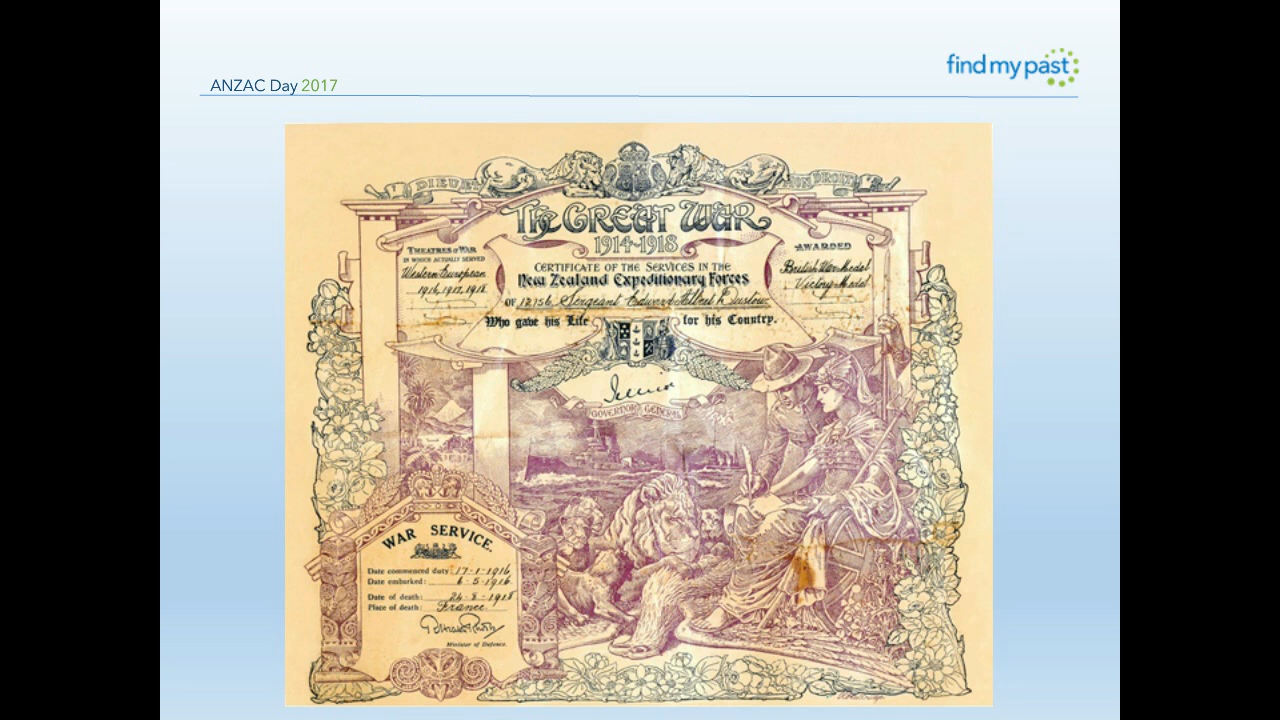 ANZAC Day 2017
findmypast
DIEU ET
MON DROIT
THE GREAT WAR
1914-1918
THEATRES of WAR
IN WHICH ACTUALLY SERVED
Western European
1916, 1917, 1918.
CERTIFICATE OF THE SERVICES IN THE
New Zealand Expeditionary Forces
OF 12156 Sergeant Edward Albert
Who gave his Life for his Country.
AWARDED
British War Medal
Victory Medal
GOVERNOR GENERAL
WAR SERVICE.
Date commenced duty: 17-1-1916
Date embarked: 6-5-1916
Date of death: 24-8-1918
Place of death: France
Minister of Defence.